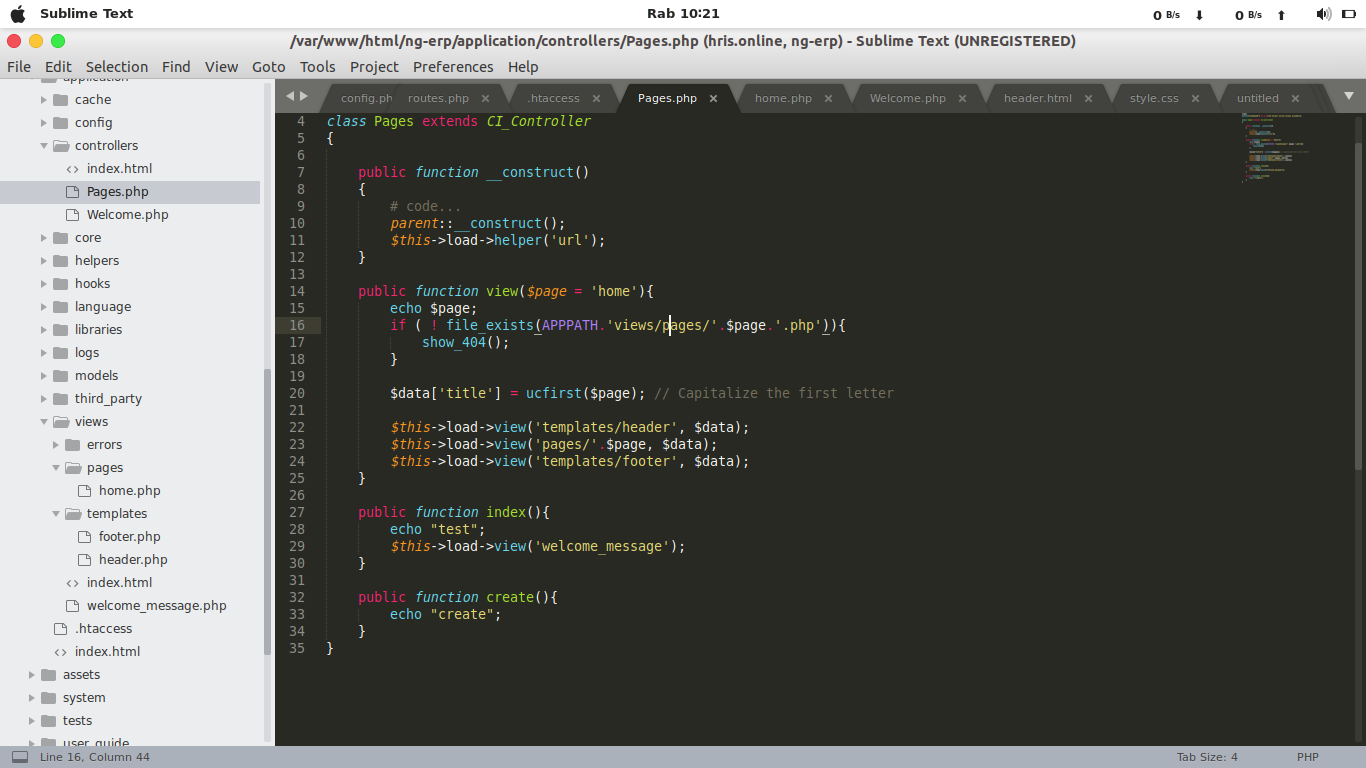 Sublime Text
Rab 10:21
0 B/s 0 B/s
/var/www/html/ng-erp/application/controllers/Pages.php (hris.online, ng-erp) - Sublime Text (UNREGISTERED)
File Edit Selection Find View Goto Tools Project Preferences Help
application
cache
config
controllers
index.html
Pages.php
Welcome.php
core
helpers
hooks
language
libraries
logs
models
third_party
views
errors
pages
home.php
templates
footer.php
header.php
index.html
welcome_message.php
.htaccess
index.html
assets
system
tests
user_guide
config.ph routes.php .htaccess Pages.php home.php Welcome.php header.html style.css untitled
4 class Pages extends CI_Controller
5 {
6
7     public function __construct()
8     {
9         # code...
10         parent::__construct();
11         $this->load->helper('url');
12     }
13
14     public function view($page = 'home'){
15         echo $page;
16         if ( ! file_exists(APPPATH.'views/pages/'.$page.'.php')){
17             show_404();
18         }
19
20         $data['title'] = ucfirst($page); // Capitalize the first letter
21
22         $this->load->view('templates/header', $data);
23         $this->load->view('pages/'.$page, $data);
24         $this->load->view('templates/footer', $data);
25     }
26
27     public function index(){
28         echo "test";
29         $this->load->view('welcome_message');
30     }
31
32     public function create(){
33         echo "create";
34     }
35 }
Line 16, Column 44
Tab Size: 4
PHP